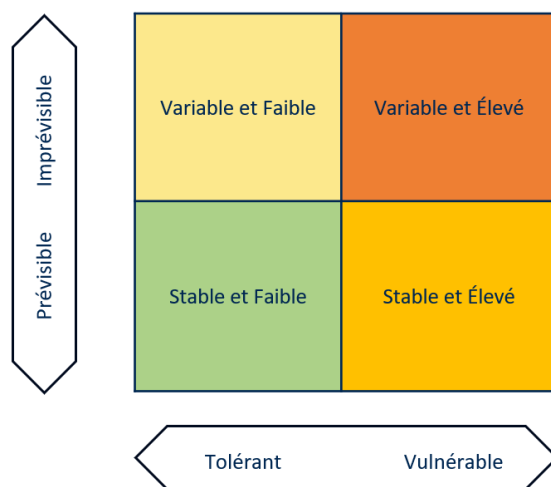 Imprévisible
Prévisible
Variable et Faible
Variable et Élevé
Stable et Faible
Stable et Élevé
Tolérant
Vulnérable